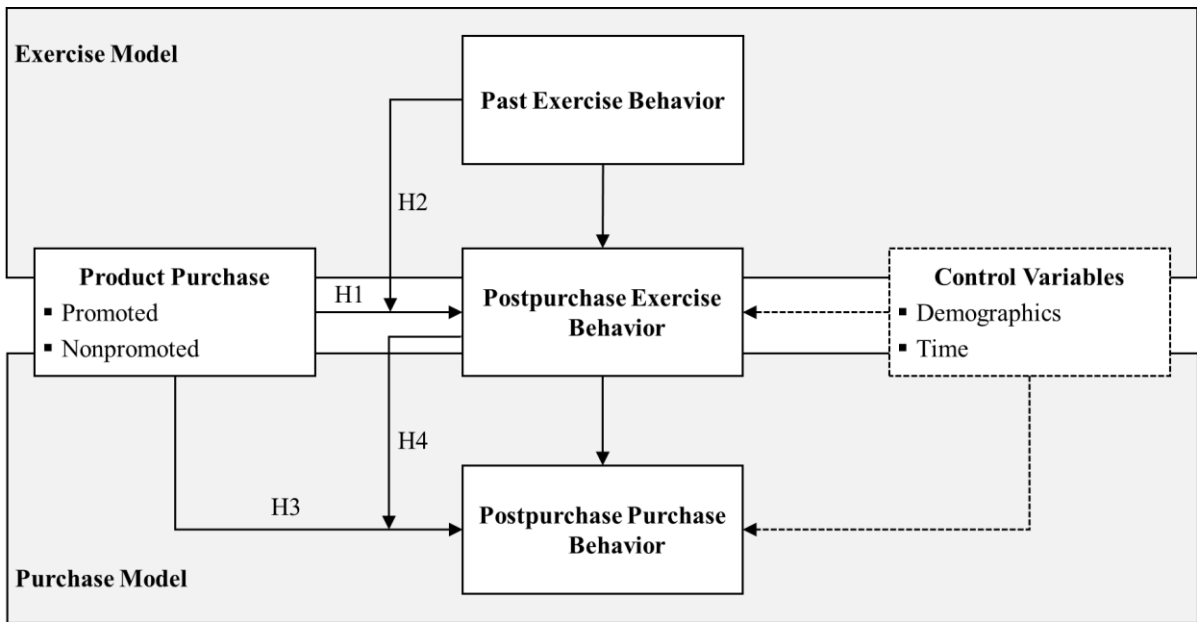 Exercise Model
Past Exercise Behavior
H2
Product Purchase
▪ Promoted
▪ Nonpromoted
H1
Postpurchase Exercise
Behavior
Control Variables
▪ Demographics
▪ Time
H4
H3
Postpurchase Purchase
Behavior
Purchase Model